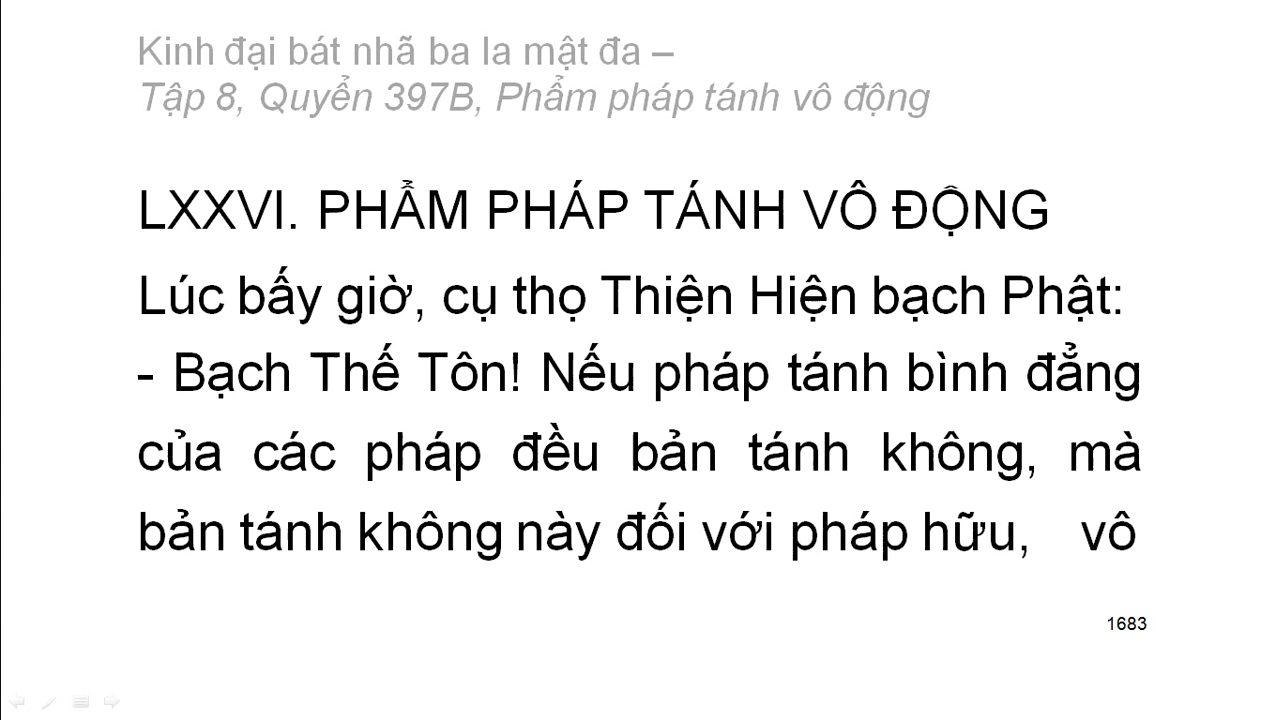 Kinh đại bát nhã ba la mật đa –
Tập 8, Quyển 397B, Phẩm pháp tánh vô động
LXXVI. PHẨM PHÁP TÁNH VÔ ĐỘNG
Lúc bấy giờ, cụ thọ Thiện Hiện bạch Phật:
- Bạch Thế Tôn! Nếu pháp tánh bình đẳng
của các pháp đều bản tánh không, mà
bản tánh không này đối với pháp hữu, vô
1683